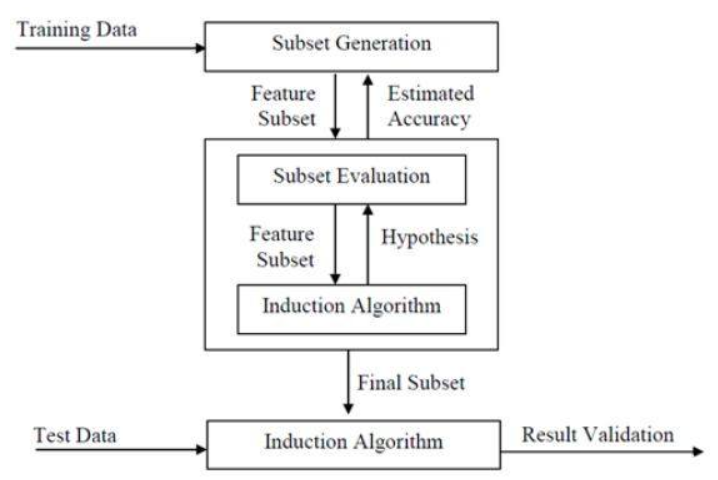 Training Data
Subset Generation
Feature
Subset
Estimated
Accuracy
Subset Evaluation
Feature
Subset
Hypothesis
Induction Algorithm
Final Subset
Test Data
Induction Algorithm
Result Validation